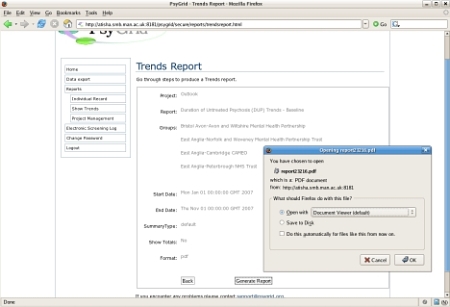 PsyGrid - Trends Report - Mozilla Firefox
File Edit View Go Bookmarks Tools Help
http://atisha.smb.man.ac.uk:8181/psygrid/secure/reports/trendsreport.html
Go
PsyGrid
Home
Data export
Reports
Individual Record
Show Trends
Project Management
Electronic Screening Log
Change Password
Logout
Trends Report
Go through steps to produce a Trends report.
Project: Outlook
Report: Duration of Untreated Psychosis (DUP) Trends - Baseline
Groups: Bristol Avon and Wiltshire Mental Health Partnership
East Anglia Norfolk and Waveney Mental Health Partnership Trust
East Anglia Cambridge CAMEO
East Anglia Peterborough NHS Trust
Start Date: Mon Jan 01 00:00:00 GMT 2007
End Date: Thu Nov 01 00:00:00 GMT 2007
SummaryType: default
Show Totals: No
Format: pdf
Back
Generate Report
If you encounter any problems please contact support@psygrid.org
Opening report23216.pdf
You have chosen to open
report23216.pdf
which is a: PDF document
from: http://atisha.smb.man.ac.uk:8181
What should Firefox do with this file?
Open with Document Viewer (default)
Save to Disk
Do this automatically for files like this from now on.
Cancel
OK
Done